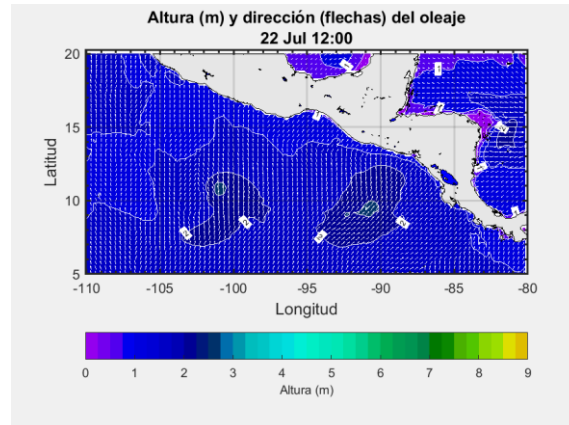 Altura (m) y dirección (flechas) del oleaje
22 Jul 12:00
20
15
10
5
Latitud
-110 -105 -100 -95 -90 -85 -80
Longitud
0 1 2 3 4 5 6 7 8 9
Altura (m)